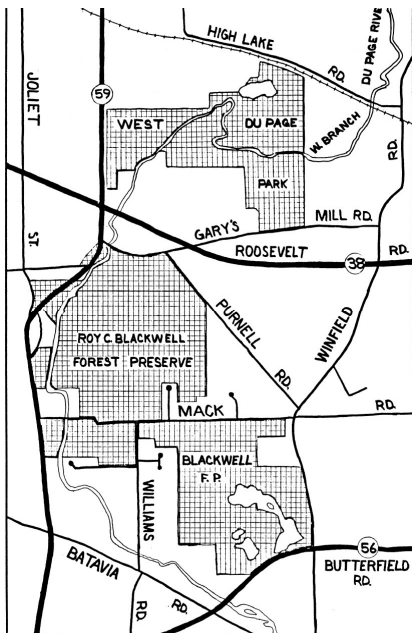 HIGH LAKE
RD.
DU PAGE RIVER
W. BRANCH
JOLIET
ST.
59
WEST
DU PAGE
PARK
RD.
GARY'S
MILL RD.
ROOSEVELT
RD.
38
PURNELL
RD.
WINFIELD
ROY C. BLACKWELL
FOREST PRESERVE
MACK
RD.
BLACKWELL
F.P.
WILLIAMS
RD.
BATAVIA
RD.
56
BUTTERFIELD
RD.